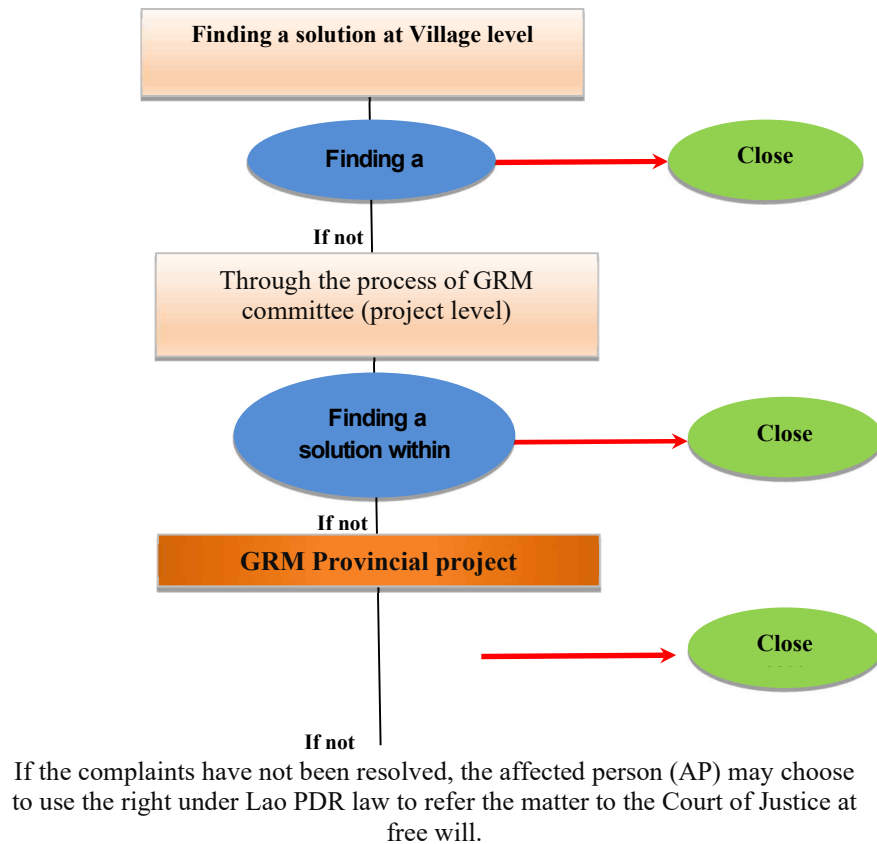 Finding a solution at Village level
Finding a
Close
If not
Through the process of GRM
committee (project level)
Finding a
solution within
Close
If not
GRM Provincial project
Close
If not
If the complaints have not been resolved, the affected person (AP) may choose
to use the right under Lao PDR law to refer the matter to the Court of Justice at
free will.